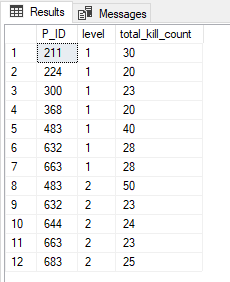 Results Messages
P_ID level total_kill_count
1 211 1 30
2 224 1 20
3 300 1 23
4 368 1 20
5 483 1 40
6 632 1 28
7 663 1 28
8 483 2 50
9 632 2 23
10 644 2 24
11 663 2 23
12 683 2 25